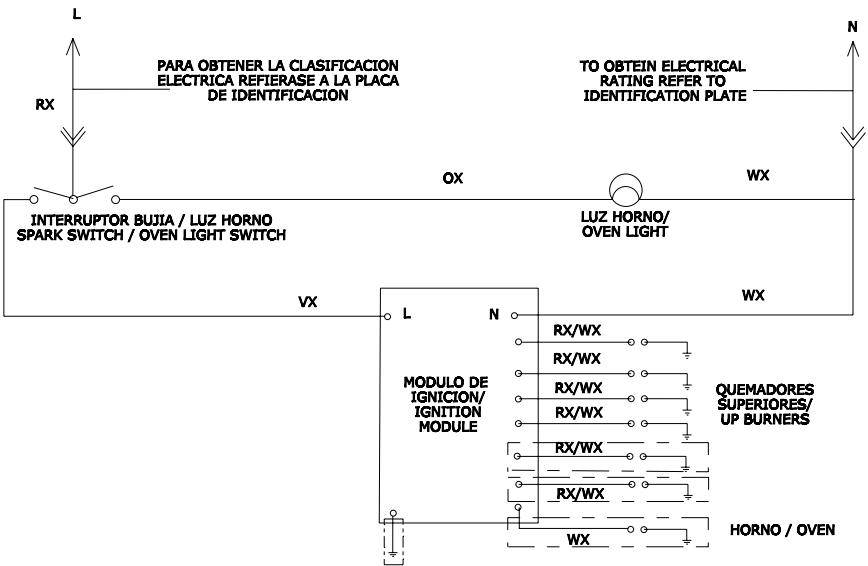 L
N
PARA OBTENER LA CLASIFICACION
ELECTRICA REFIERASE A LA PLACA
DE IDENTIFICACION
TO OBTEIN ELECTRICAL
RATING REFER TO
IDENTIFICATION PLATE
RX
OX
WX
INTERRUPTOR BUJIA / LUZ HORNO
SPARK SWITCH / OVEN LIGHT SWITCH
LUZ HORNO/
OVEN LIGHT
VX
WX
L
N
RX/WX
RX/WX
RX/WX
RX/WX
RX/WX
RX/WX
WX
MODULO DE
IGNICION/
IGNITION
MODULE
QUEMADORES
SUPERIORES/
UP BURNERS
HORNO / OVEN